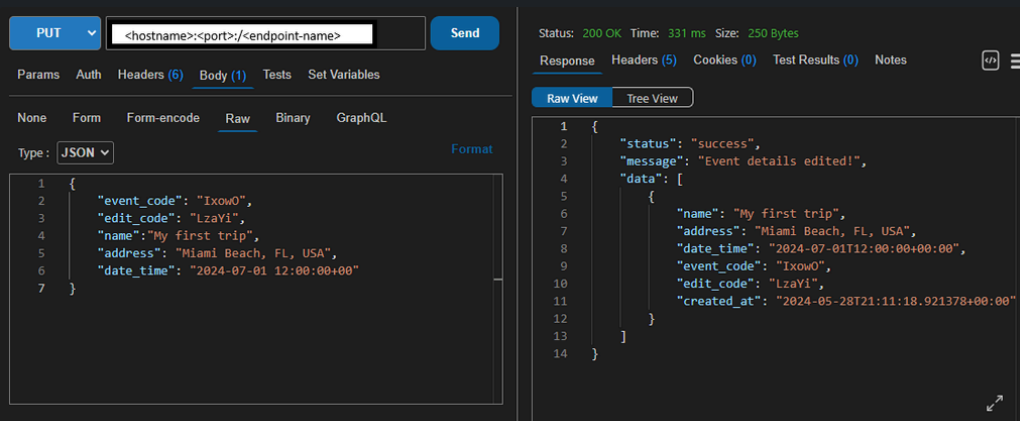 PUT <hostname>:<port>:/<endpoint-name> Send
Params Auth Headers (6) Body (1) Tests Set Variables
None Form Form-encode Raw Binary GraphQL
Type : JSON Format
1 {
2 "event_code": "IxowO",
3 "edit_code": "LzaYi",
4 "name":"My first trip",
5 "address": "Miami Beach, FL, USA",
6 "date_time": "2024-07-01 12:00:00+00"
7 }
Status: 200 OK Time: 331 ms Size: 250 Bytes
Response Headers (5) Cookies (0) Test Results (0) Notes </>
Raw View Tree View
1 {
2 "status": "success",
3 "message": "Event details edited!",
4 "data": [
5 {
6 "name": "My first trip",
7 "address": "Miami Beach, FL, USA",
8 "date_time": "2024-07-01T12:00:00+00:00",
9 "event_code": "IxowO",
10 "edit_code": "LzaYi",
11 "created_at": "2024-05-28T21:11:18.921378+00:00"
12 }
13 ]
14 }